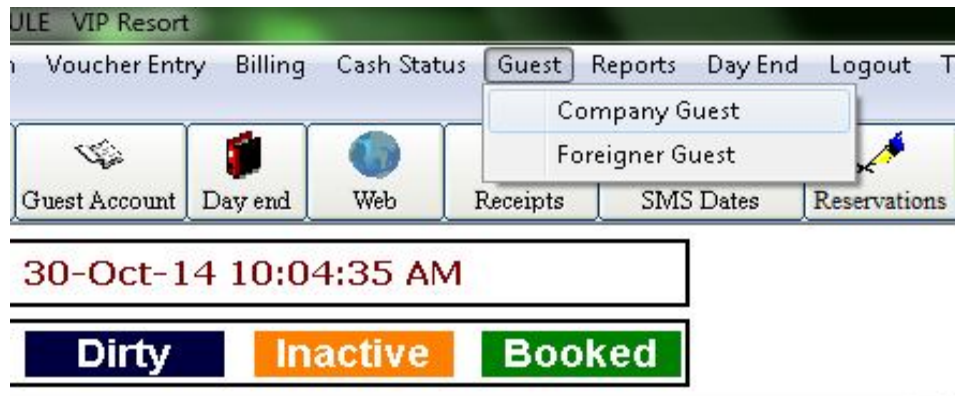 ULE VIP Resort
Voucher Entry Billing Cash Status Guest Reports Day End Logout T
Company Guest
Foreigner Guest
Guest Account Day end Web Receipts SMS Dates Reservations
30-Oct-14 10:04:35 AM
Dirty Inactive Booked